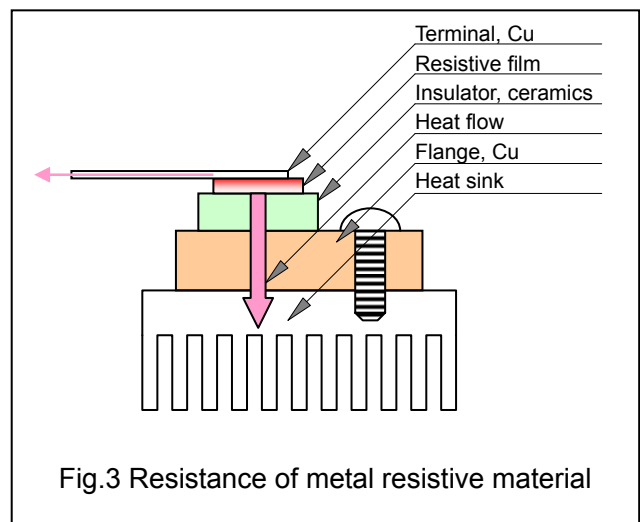 Terminal, Cu
Resistive film
Insulator, ceramics
Heat flow
Flange, Cu
Heat sink
Fig.3 Resistance of metal resistive material